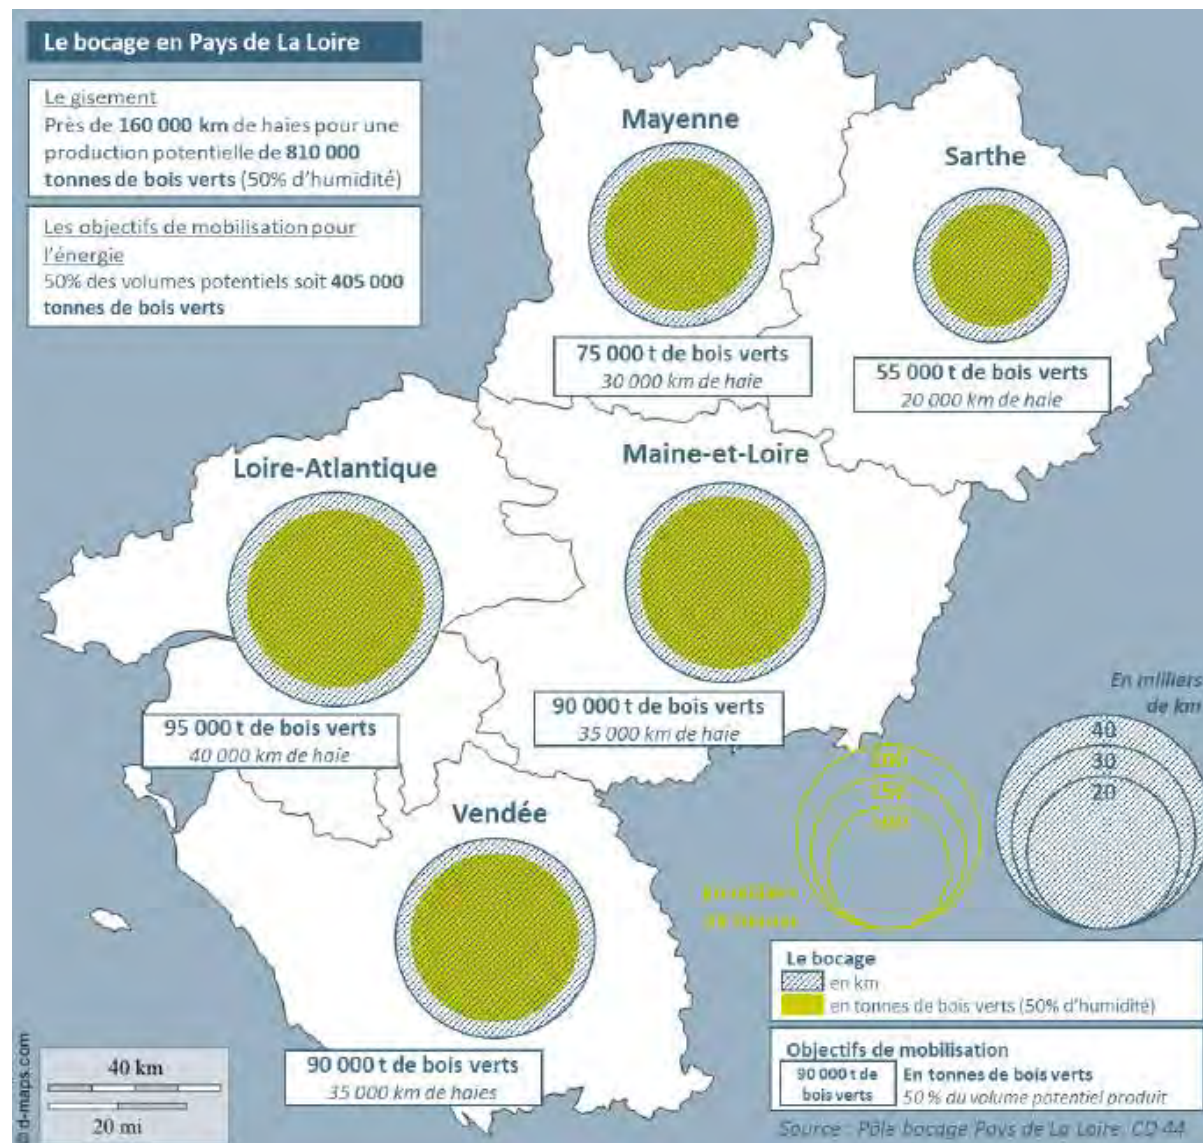 Le bocage en Pays de La Loire
Le gisement
Près de 160 000 km de haies pour une
production potentielle de 810 000
tonnes de bois verts (50% d'humidité)
Les objectifs de mobilisation pour
l'énergie
50% des volumes potentiels soit 405 000
tonnes de bois verts
Mayenne
75 000 t de bois verts
30 000 km de haie
Sarthe
55 000 t de bois verts
20 000 km de haie
Loire-Atlantique
95 000 t de bois verts
40 000 km de haie
Maine-et-Loire
90 000 t de bois verts
35 000 km de haie
Vendée
90 000 t de bois verts
35 000 km de haies
En milliers
de km
40
30
20
Le bocage
en km
en tonnes de bois verts (50% d'humidité)
Objectifs de mobilisation
90 000 t de
bois verts
En tonnes de bois verts
50 % du volume potentiel produit
Source : Pôle bocage Pays de La Loire, CD 44
40 km
20 mi
© d-maps.com